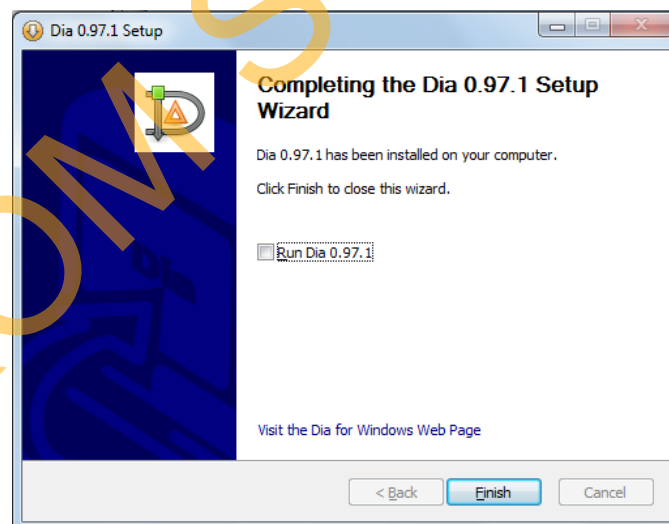 Dia 0.97.1 Setup
Completing the Dia 0.97.1 Setup
Wizard
Dia 0.97.1 has been installed on your computer.
Click Finish to close this wizard.
Run Dia 0.97.1
Visit the Dia for Windows Web Page
< Back Finish Cancel